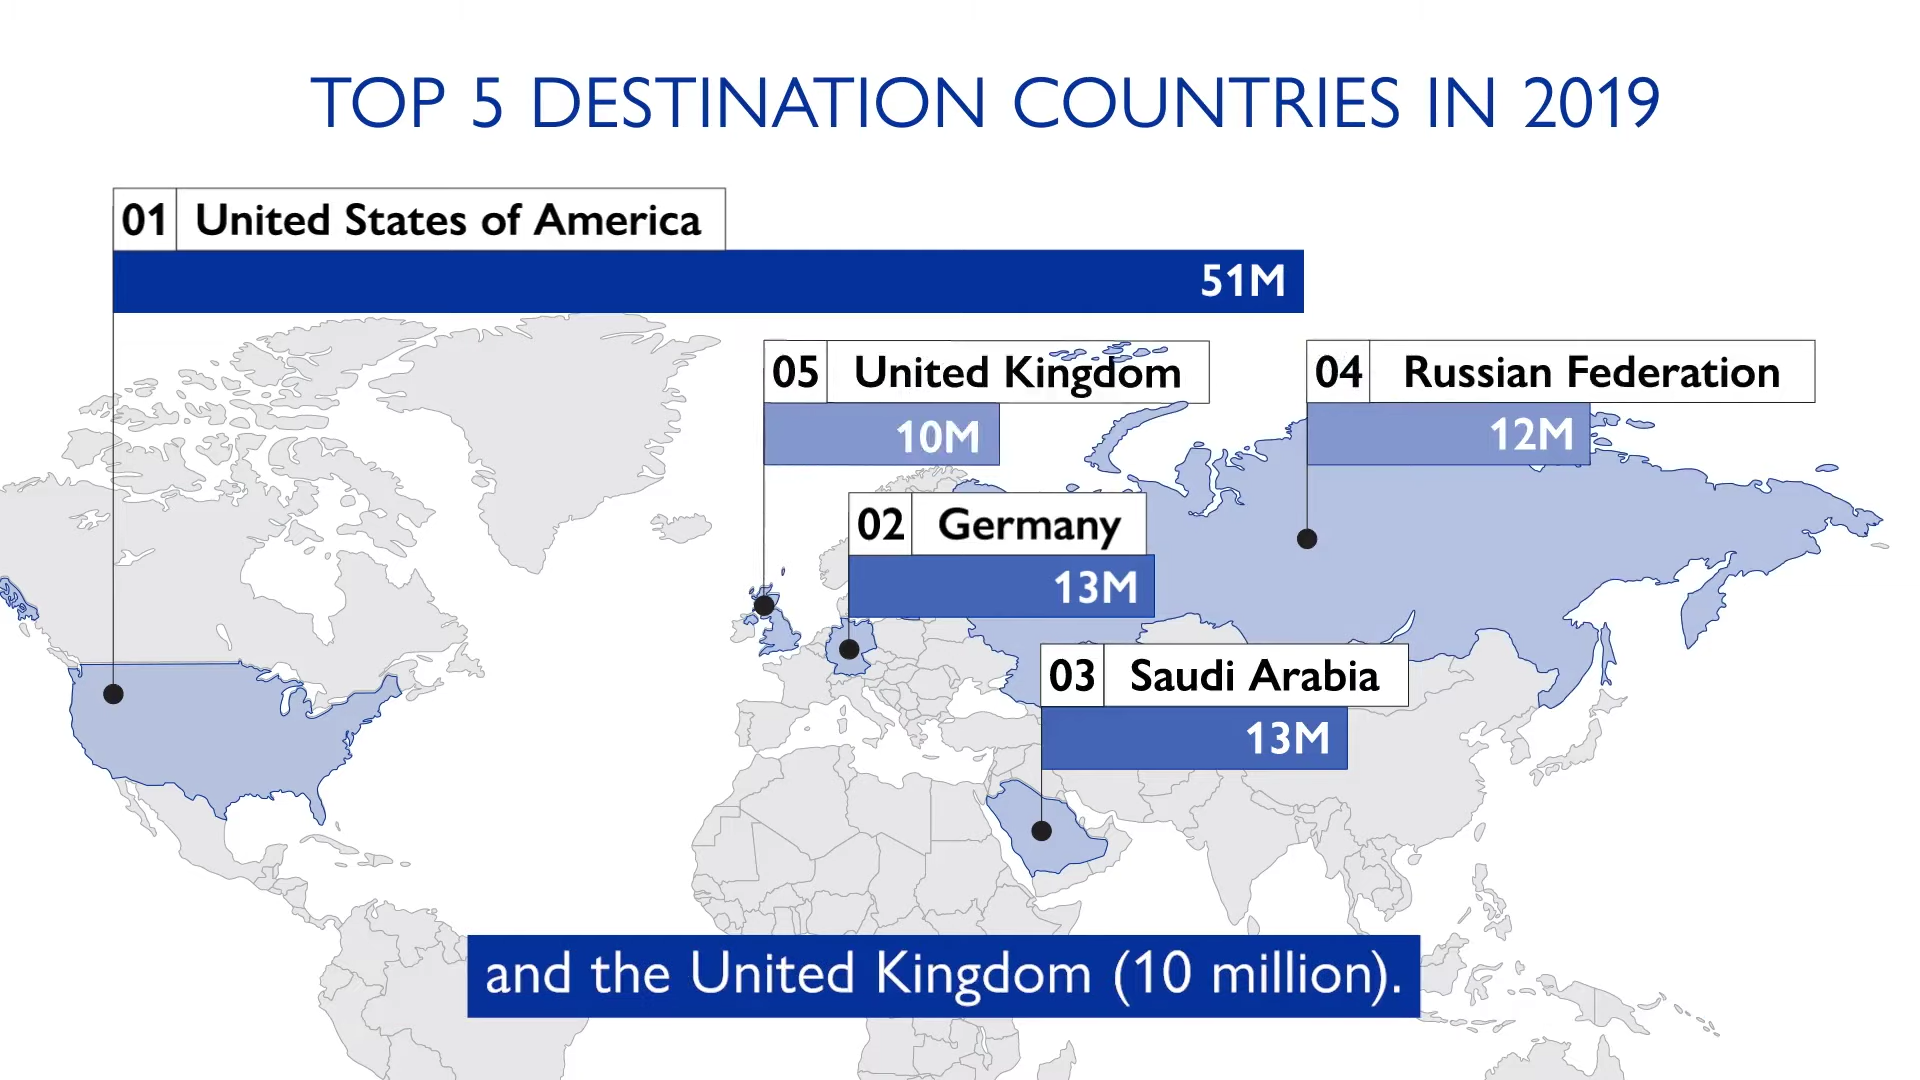 TOP 5 DESTINATION COUNTRIES IN 2019
01 United States of America
51M
05 United Kingdom
10M
04 Russian Federation
12M
02 Germany
13M
03 Saudi Arabia
13M
and the United Kingdom (10 million).